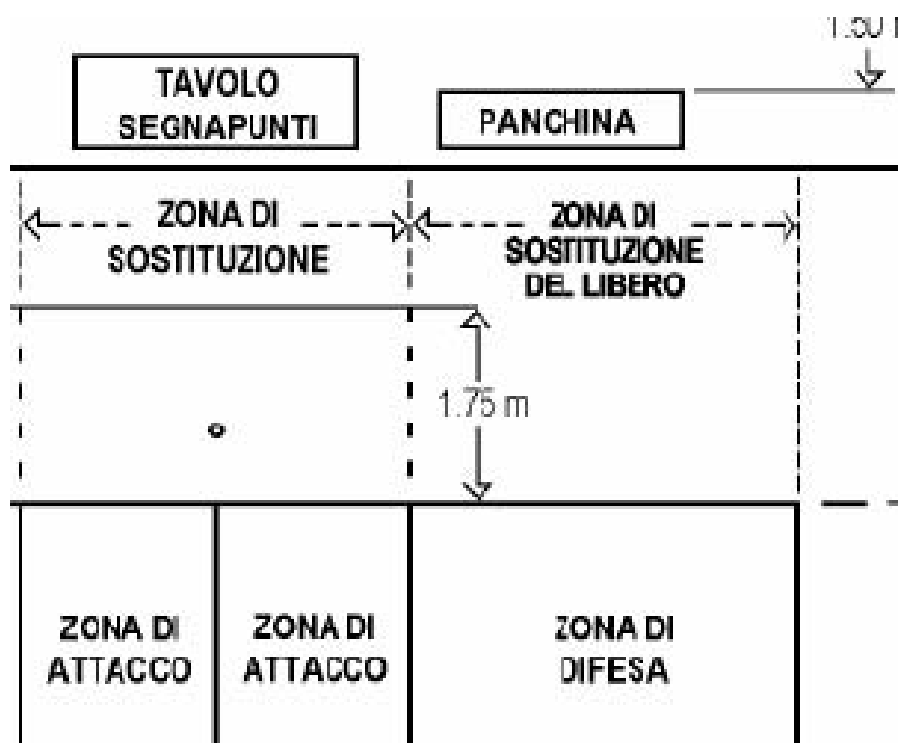 TAVOLO
SEGNAPUNTI
PANCHINA
ZONA DI
SOSTITUZIONE
ZONA DI
SOSTITUZIONE
DEL LIBERO
1.75 m
ZONA DI
ATTACCO
ZONA DI
ATTACCO
ZONA DI
DIFESA